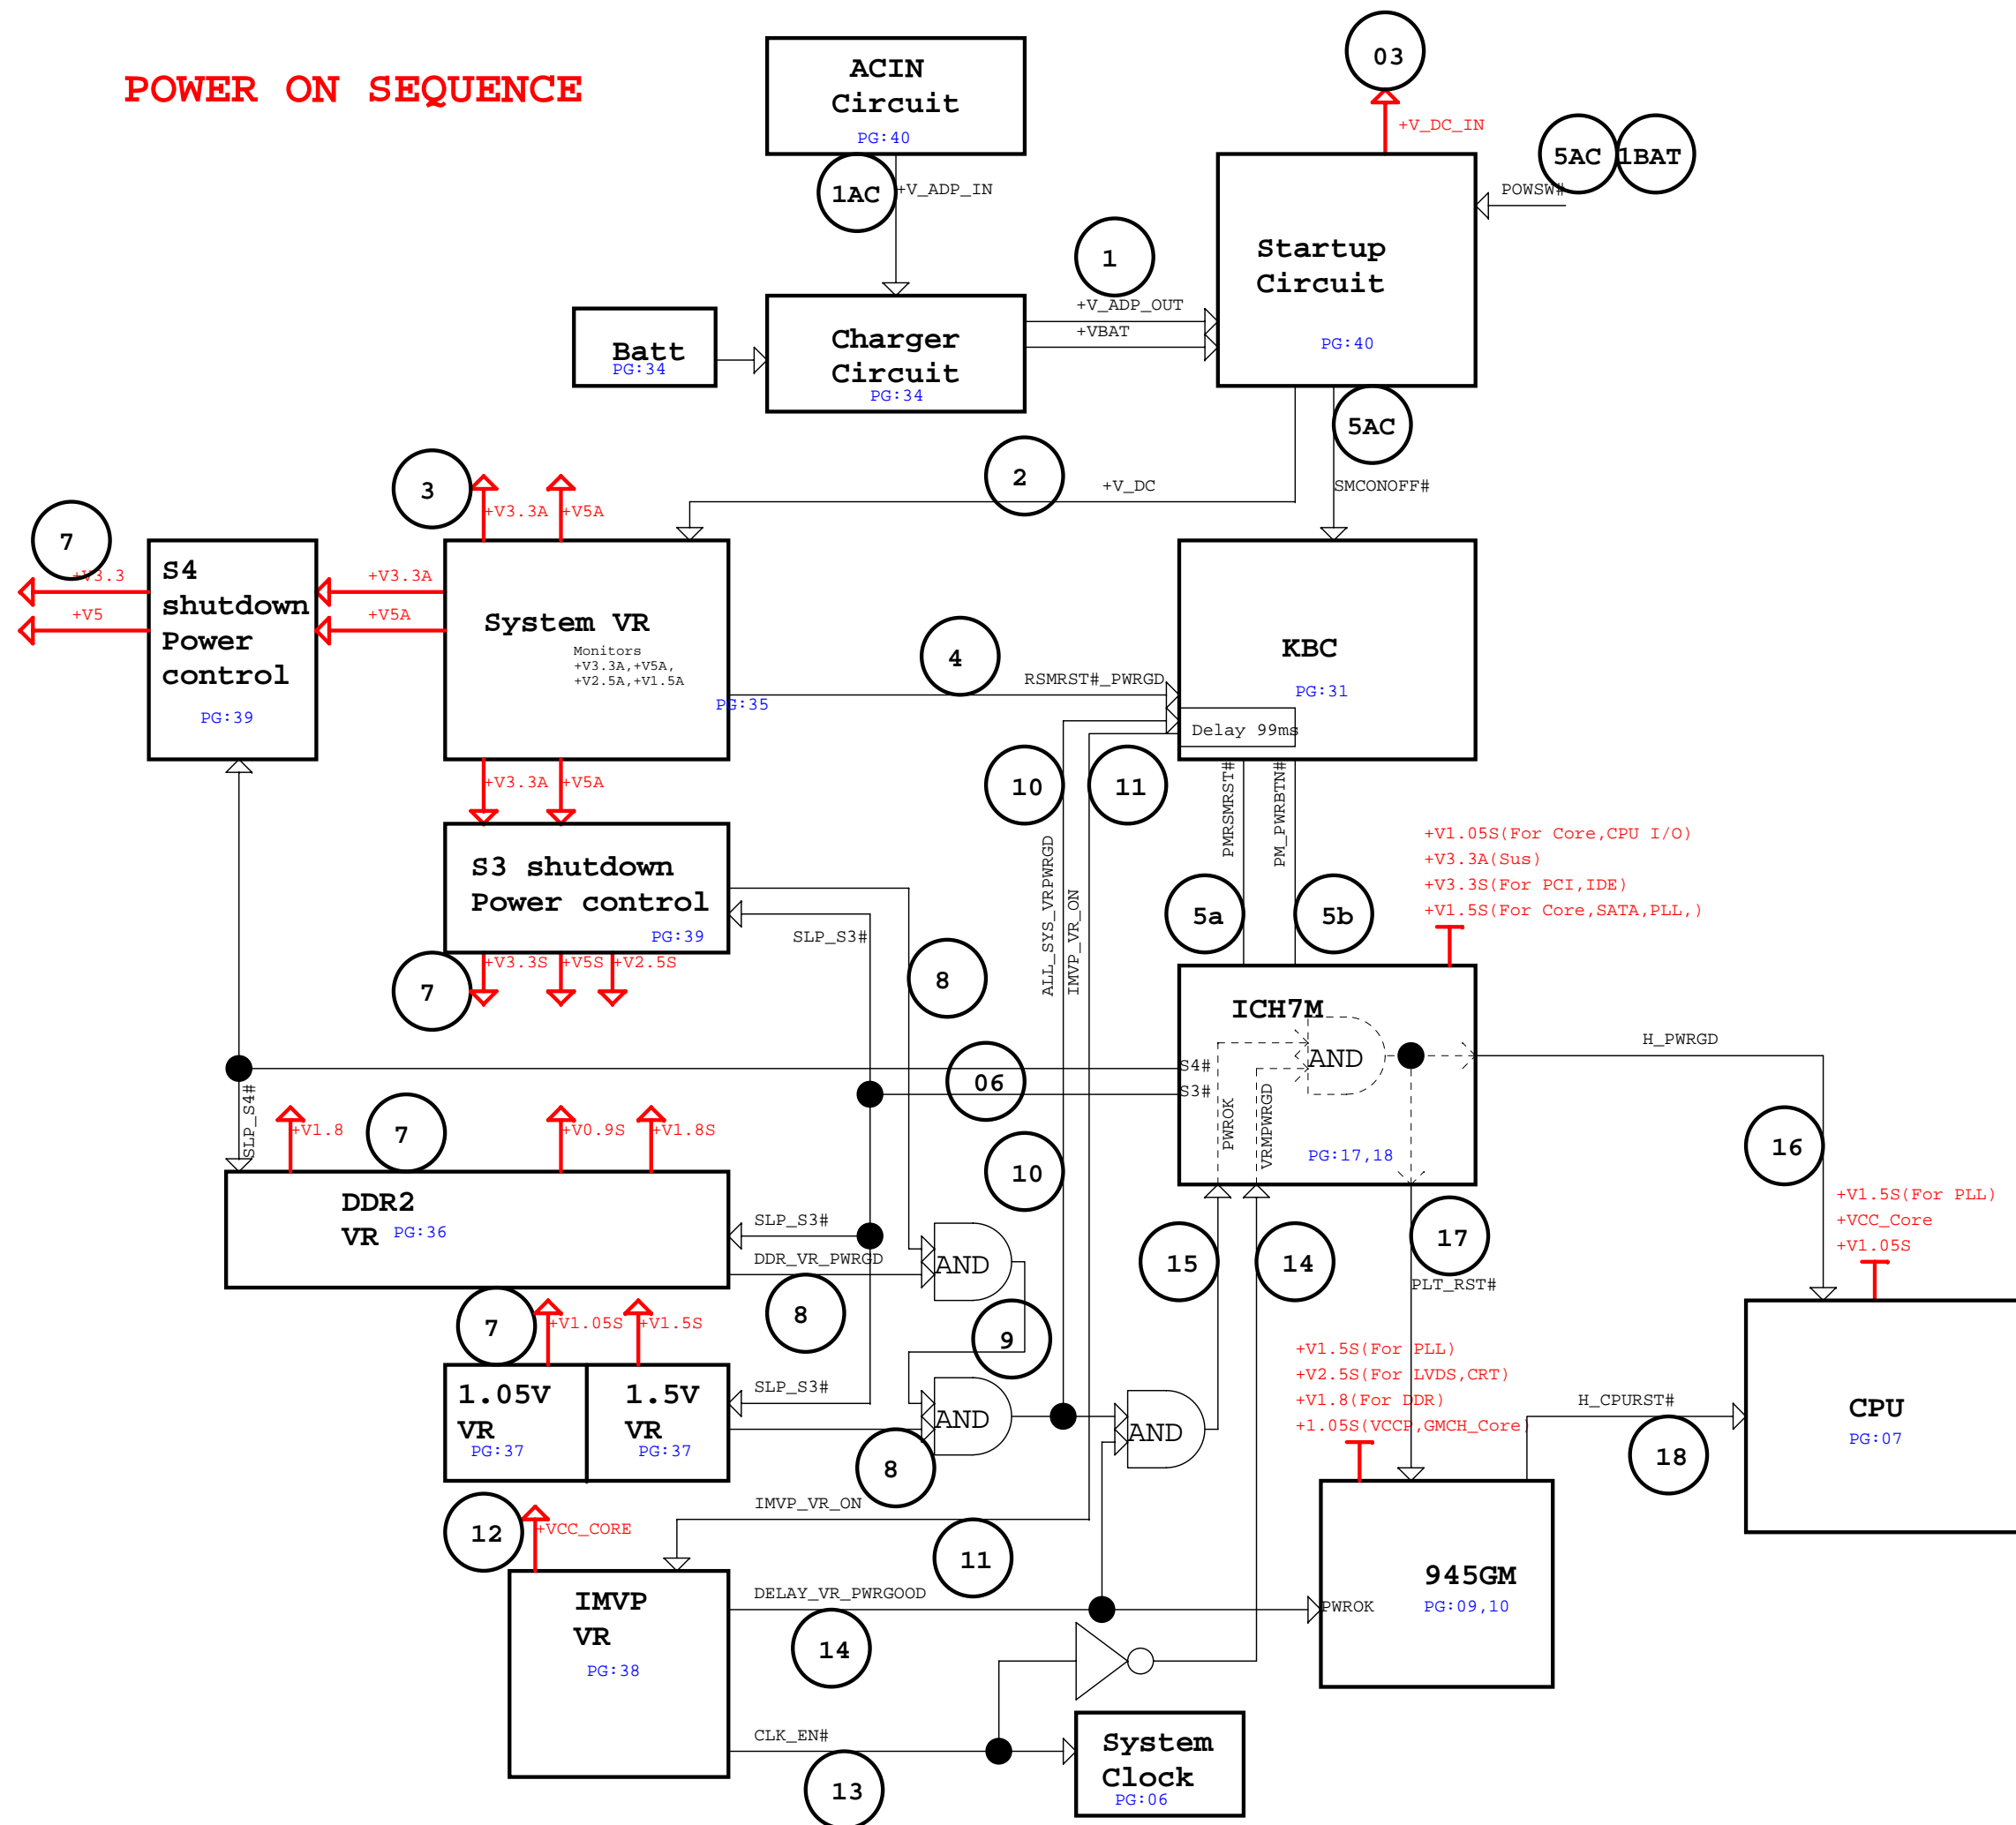 POWER ON SEQUENCE
ACIN
Circuit
PG:40
03
+V_DC_IN
5AC
1BAT
POWSW#
1AC
+V_ADP_IN
1
Startup
Circuit
PG:40
+V_ADP_OUT
+VBAT
Batt
PG:34
Charger
Circuit
PG:34
5AC
SMCONOFF#
2
+V_DC
3
+V3.3A
+V5A
7
+V3.3
+V5
S4
shutdown
Power
control
PG:39
+V3.3A
+V5A
System VR
Monitors
+V3.3A,+V5A,
+V2.5A,+V1.5A
PG:35
4
RSMRST#_PWRGD
KBC
PG:31
Delay 99ms
10
11
PMRSMRST#
PM_PWRBTN#
+V3.3A
+V5A
S3 shutdown
Power control
PG:39
SLP_S3#
ALL_SYS_VRPWRGD
IMVP_VR_ON
5a
5b
+V1.05S(For Core,CPU I/O)
+V3.3A(Sus)
+V3.3S(For PCI,IDE)
+V1.5S(For Core,SATA,PLL,)
7
+V3.3S
+V5S
+V2.5S
8
ICH7M
AND
H_PWRGD
S4#
S3#
06
PWROK
VRMPWRGD
PG:17,18
SLP_S4#
+V1.8
7
+V0.9S
+V1.8S
10
16
DDR2
VR
PG:36
SLP_S3#
DDR_VR_PWRGD
8
AND
15
14
17
PLT_RST#
+V1.5S(For PLL)
+VCC_Core
+V1.05S
7
+V1.05S
+V1.5S
9
1.05V
VR
PG:37
1.5V
VR
PG:37
SLP_S3#
8
AND
AND
+V1.5S(For PLL)
+V2.5S(For LVDS,CRT)
+V1.8(For DDR)
+1.05S(VCCP,GMCH_Core)
H_CPURST#
18
CPU
PG:07
12
+VCC_CORE
IMVP_VR_ON
11
IMVP
VR
PG:38
DELAY_VR_PWRGOOD
14
PWROK
945GM
PG:09,10
CLK_EN#
13
System
Clock
PG:06